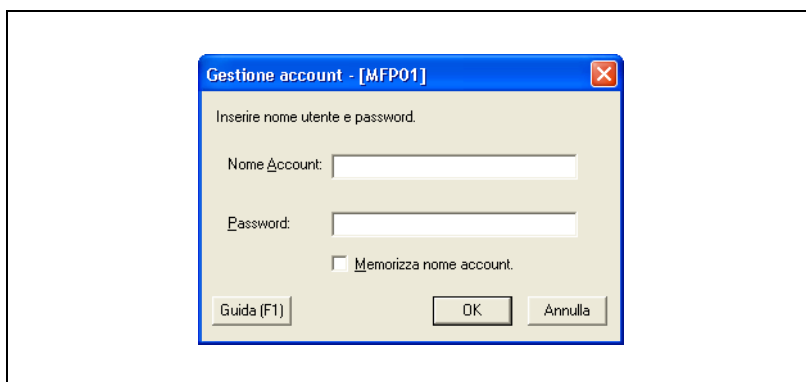 Gestione account - [MFP01]
Inserire nome utente e password.
Nome Account:
Password:
Memorizza nome account.
Guida (F1) OK Annulla